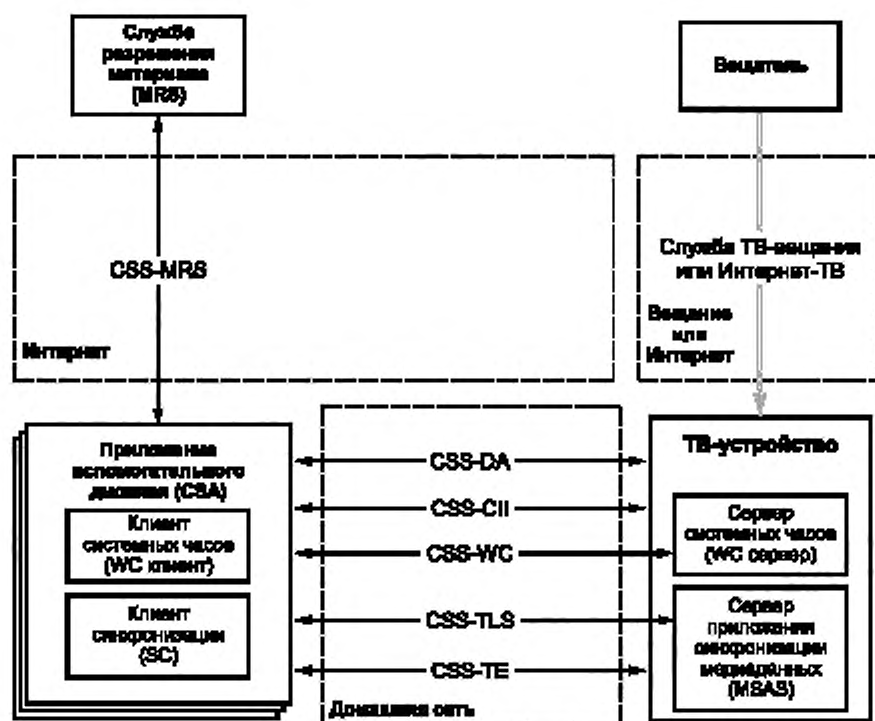 Служба
разрешения
материала
(MRS)
Вещатель
CSS-MRS
Интернет
Служба ТВ-вещания
или Интернет-ТВ
Вещание
или
Интернет
Приложение
вспомогательного
дисплея (CSA)
Клиент
системных часов
(WC клиент)
Клиент
синхронизации
(SC)
CSS-DA
CSS-CII
CSS-WC
CSS-TLS
CSS-TE
Домашняя сеть
ТВ-устройство
Сервер
системных часов
(WC сервер)
Сервер
приложения
синхронизации
медиаданных
(MSAS)